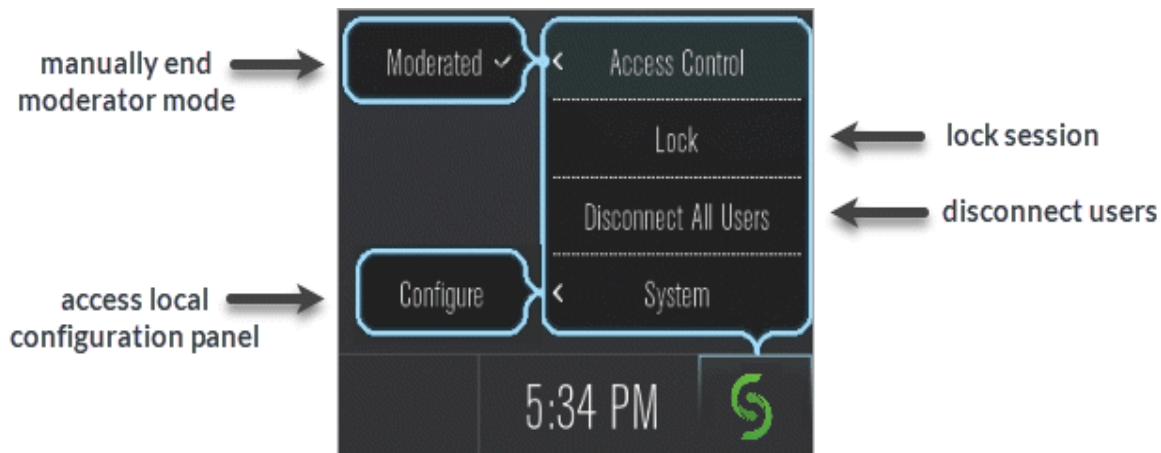 manually end
moderator mode
Moderated
Access Control
Lock
lock session
Disconnect All Users
disconnect users
access local
configuration panel
Configure
System
5:34 PM